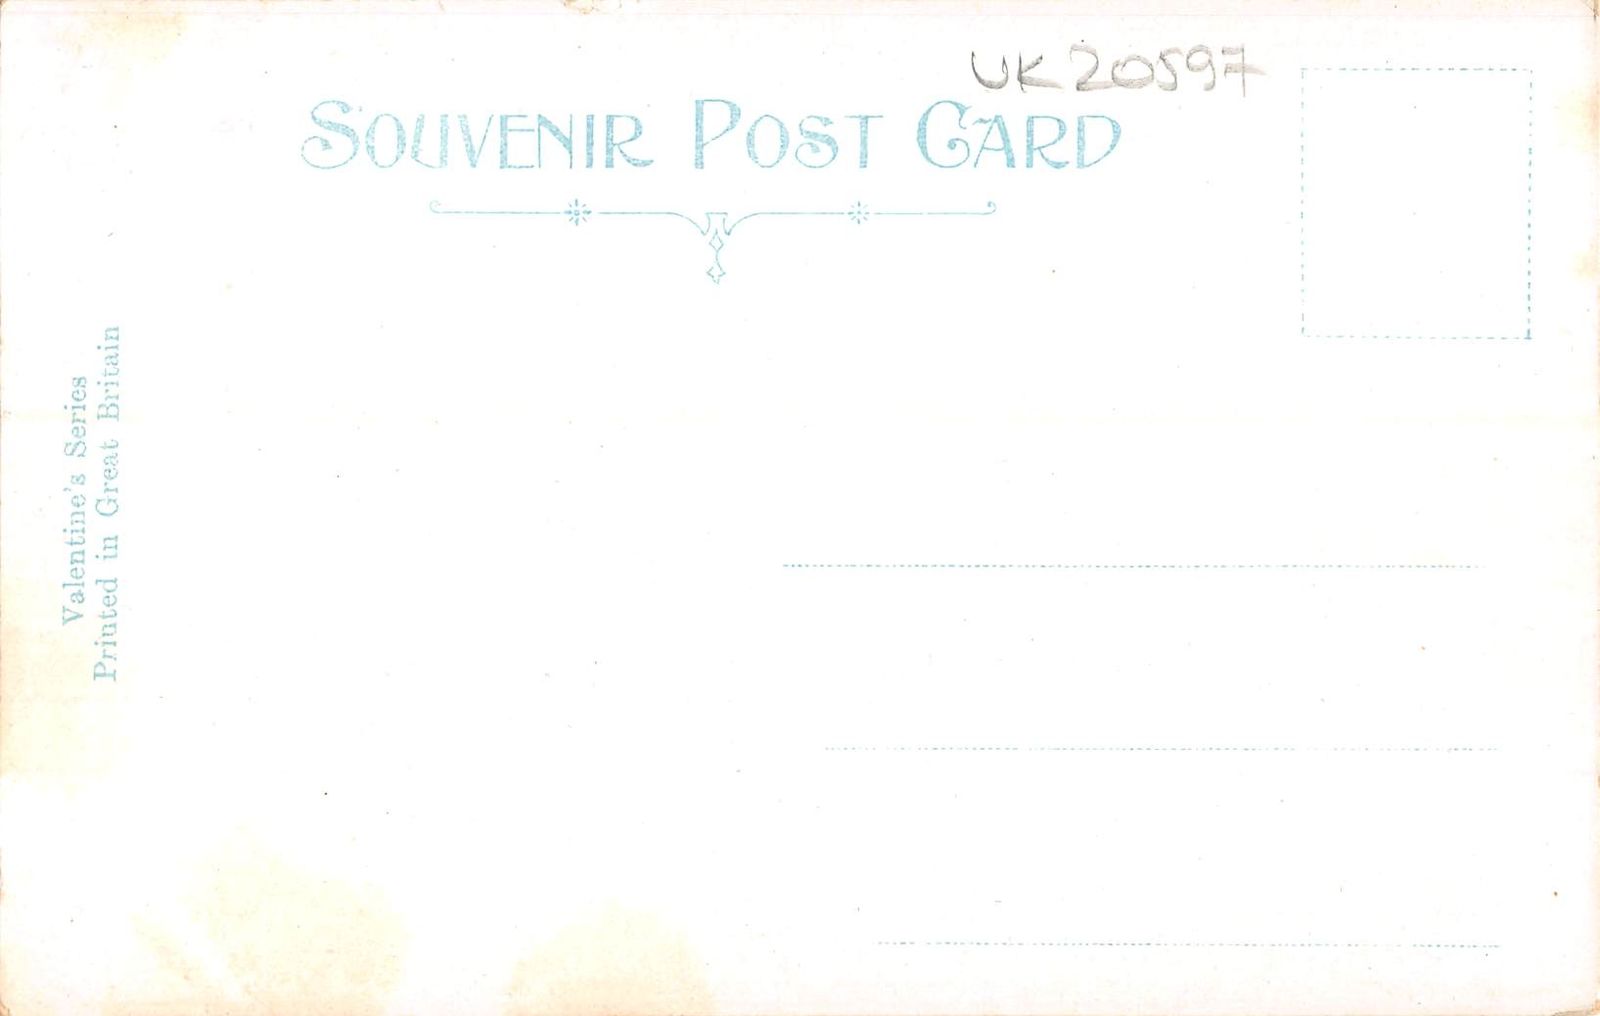 UK20597
SOUVENIR POST CARD
Valentine's Series
Printed in Great Britain